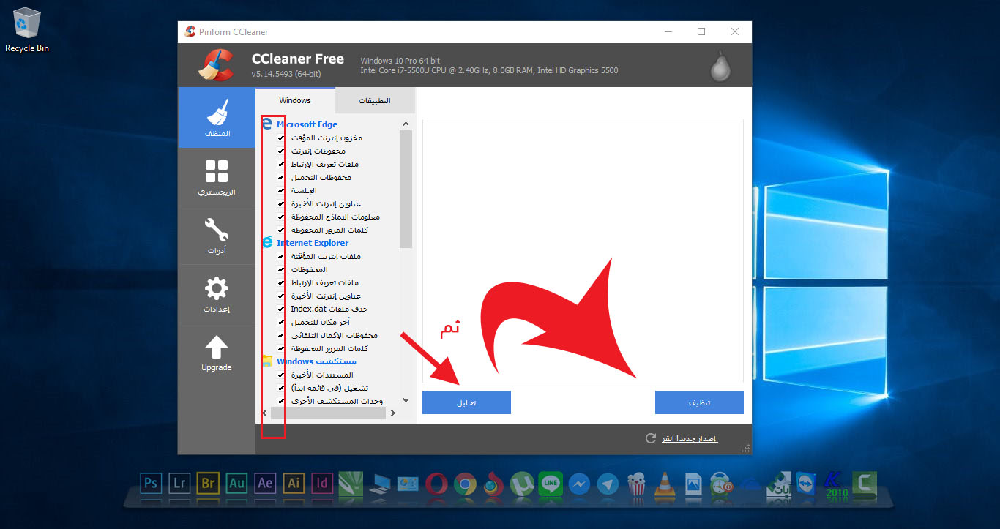 Recycle Bin
Piriform CCleaner
CCleaner Free
v5.14.5493 (64-bit)
Windows 10 Pro 64-bit
Intel Core i7-5500U CPU @ 2.40GHz, 8.0GB RAM, Intel HD Graphics 5500
المنظف
الريجستري
أدوات
إعدادات
Upgrade
Windows
التطبيقات
Microsoft Edge
مخزون إنترنت المؤقت
محفوظات إنترنت
ملفات تعريف الإرتباط
محفوظات التحميل
الجلسة
عناوين إنترنت الأخيرة
معلومات النماذج المحفوظة
كلمات المرور المحفوظة
Internet Explorer
ملفات إنترنت المؤقتة
المحفوظات
ملفات تعريف الإرتباط
عناوين إنترنت الأخيرة
حذف ملفات Index.dat
آخر مكان للتحميل
محفوظات الإكمال التلقائي
كلمات المرور المحفوظة
مستكشف Windows
المستندات الأخيرة
تشغيل (في قائمة ابدأ)
وحدات المستكشف الأخرى
ثم
تحليل
تنظيف
إصدار جديد! انقر
Ps
Lr
Br
Au
Ae
Ai
Id
LINE
K
2010
C